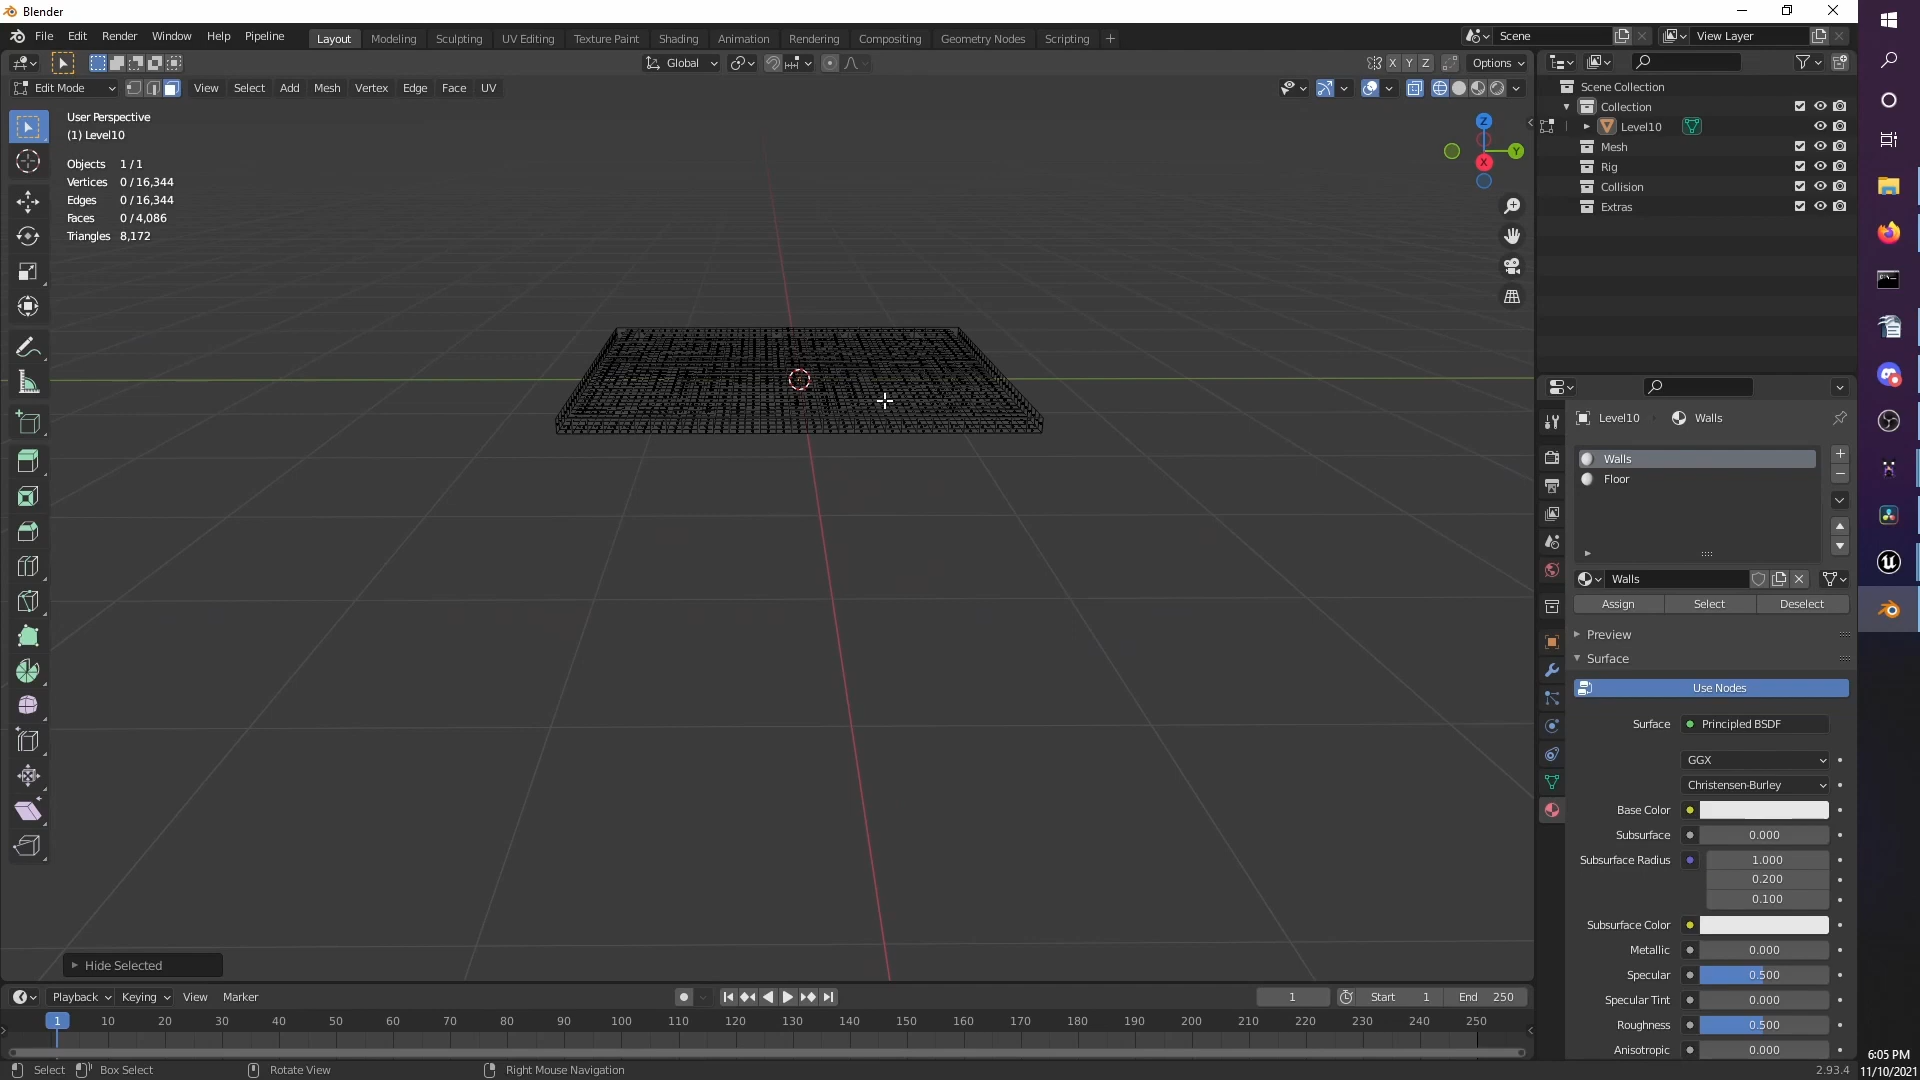 Blender
File Edit Render Window Help Pipeline
Layout Modeling Sculpting UV Editing Texture Paint Shading Animation Rendering Compositing Geometry Nodes Scripting +
Scene
View Layer
Global
X Y Z
Options
Edit Mode
View Select Add Mesh Vertex Edge Face UV
User Perspective
(1) Level10
Objects 1 / 1
Vertices 0 / 16,344
Edges 0 / 16,344
Faces 0 / 4,086
Triangles 8,172
Z
Y
X
Scene Collection
Collection
Level10
Mesh
Rig
Collision
Extras
Level10
Walls
Walls
Floor
Walls
Assign Select Deselect
Preview
Surface
Use Nodes
Surface Principled BSDF
GGX
Christensen-Burley
Base Color
Subsurface 0.000
Subsurface Radius 1.000
0.200
0.100
Subsurface Color
Metallic 0.000
Specular 0.500
Specular Tint 0.000
Roughness 0.500
Anisotropic 0.000
Hide Selected
Playback Keying View Marker
1
Start 1
End 250
1 10 20 30 40 50 60 70 80 90 100 110 120 130 140 150 160 170 180 190 200 210 220 230 240 250
Select Box Select Rotate View Right Mouse Navigation
2.93.4
6:05 PM
11/10/2021